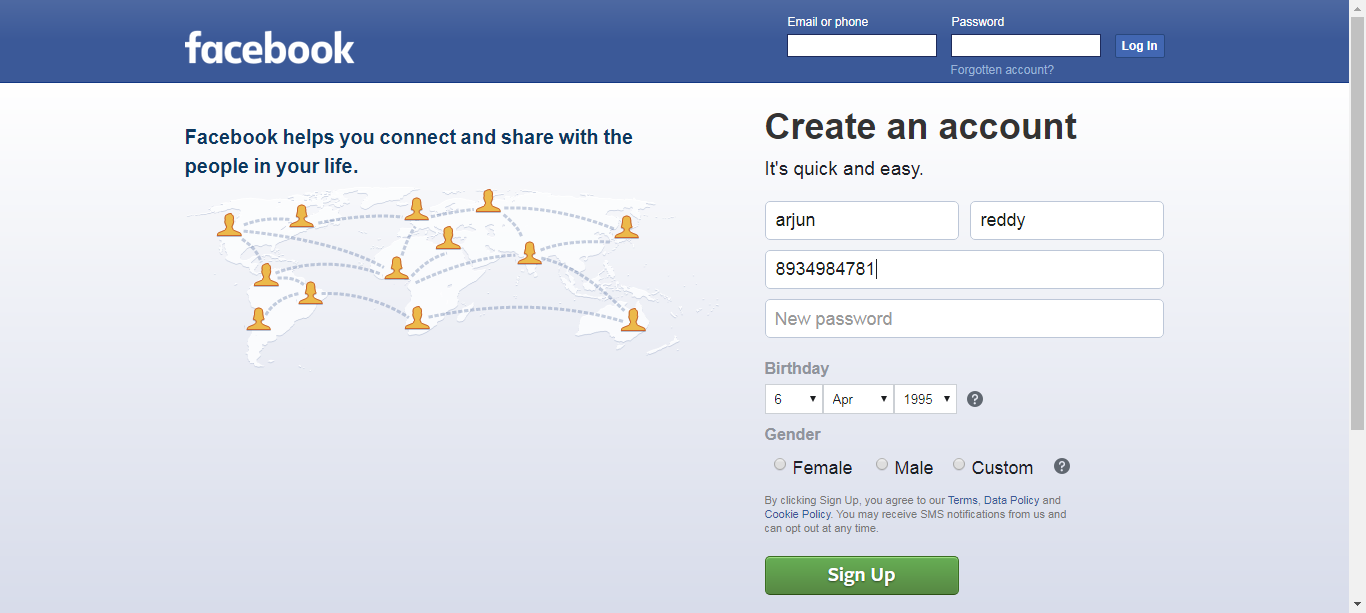 facebook
Email or phone Password
Log In
Forgotten account?
Facebook helps you connect and share with the
people in your life.
Create an account
It's quick and easy.
arjun reddy
8934984781
New password
Birthday
6 Apr 1995 ?
Gender
Female Male Custom ?
By clicking Sign Up, you agree to our Terms, Data Policy and
Cookie Policy. You may receive SMS notifications from us and
can opt out at any time.
Sign Up